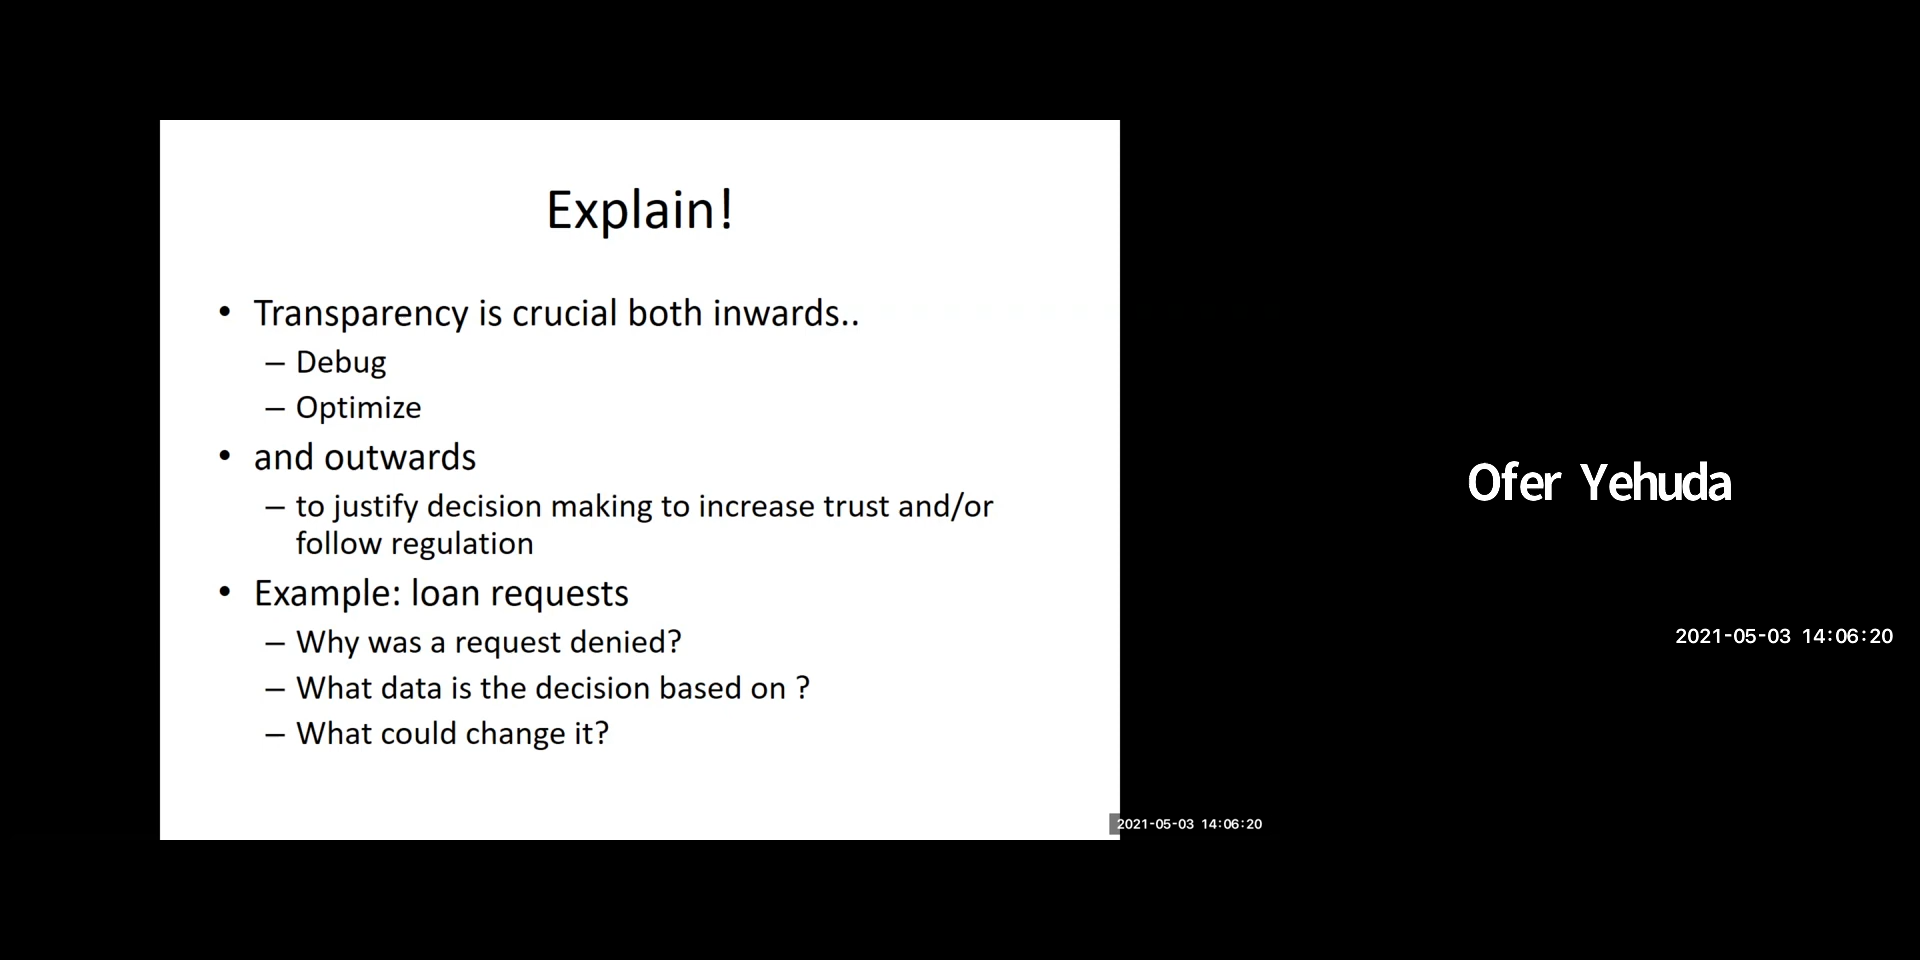 Explain!
• Transparency is crucial both inwards..
– Debug
– Optimize
• and outwards
– to justify decision making to increase trust and/or
follow regulation
• Example: loan requests
– Why was a request denied?
– What data is the decision based on ?
– What could change it?
2021-05-03 14:06:20
Ofer Yehuda
2021-05-03 14:06:20